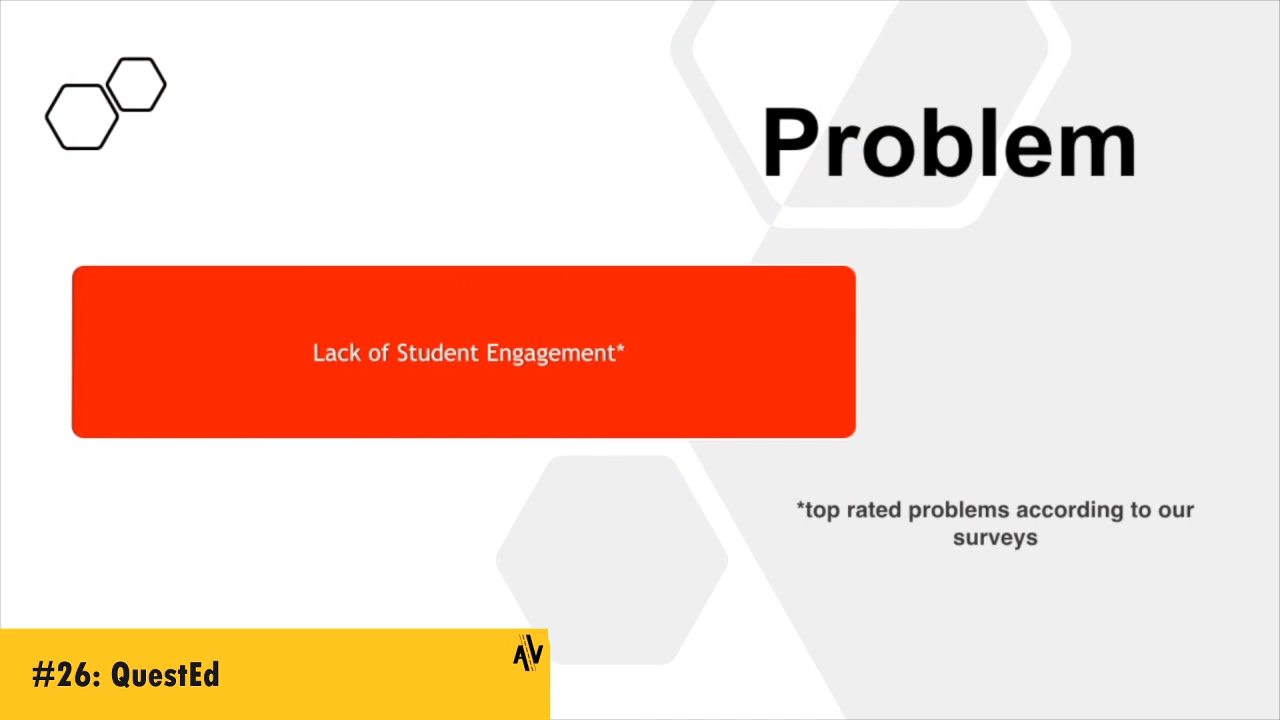 Problem
Lack of Student Engagement*
*top rated problems according to our
surveys
#26: QuestEd
AV